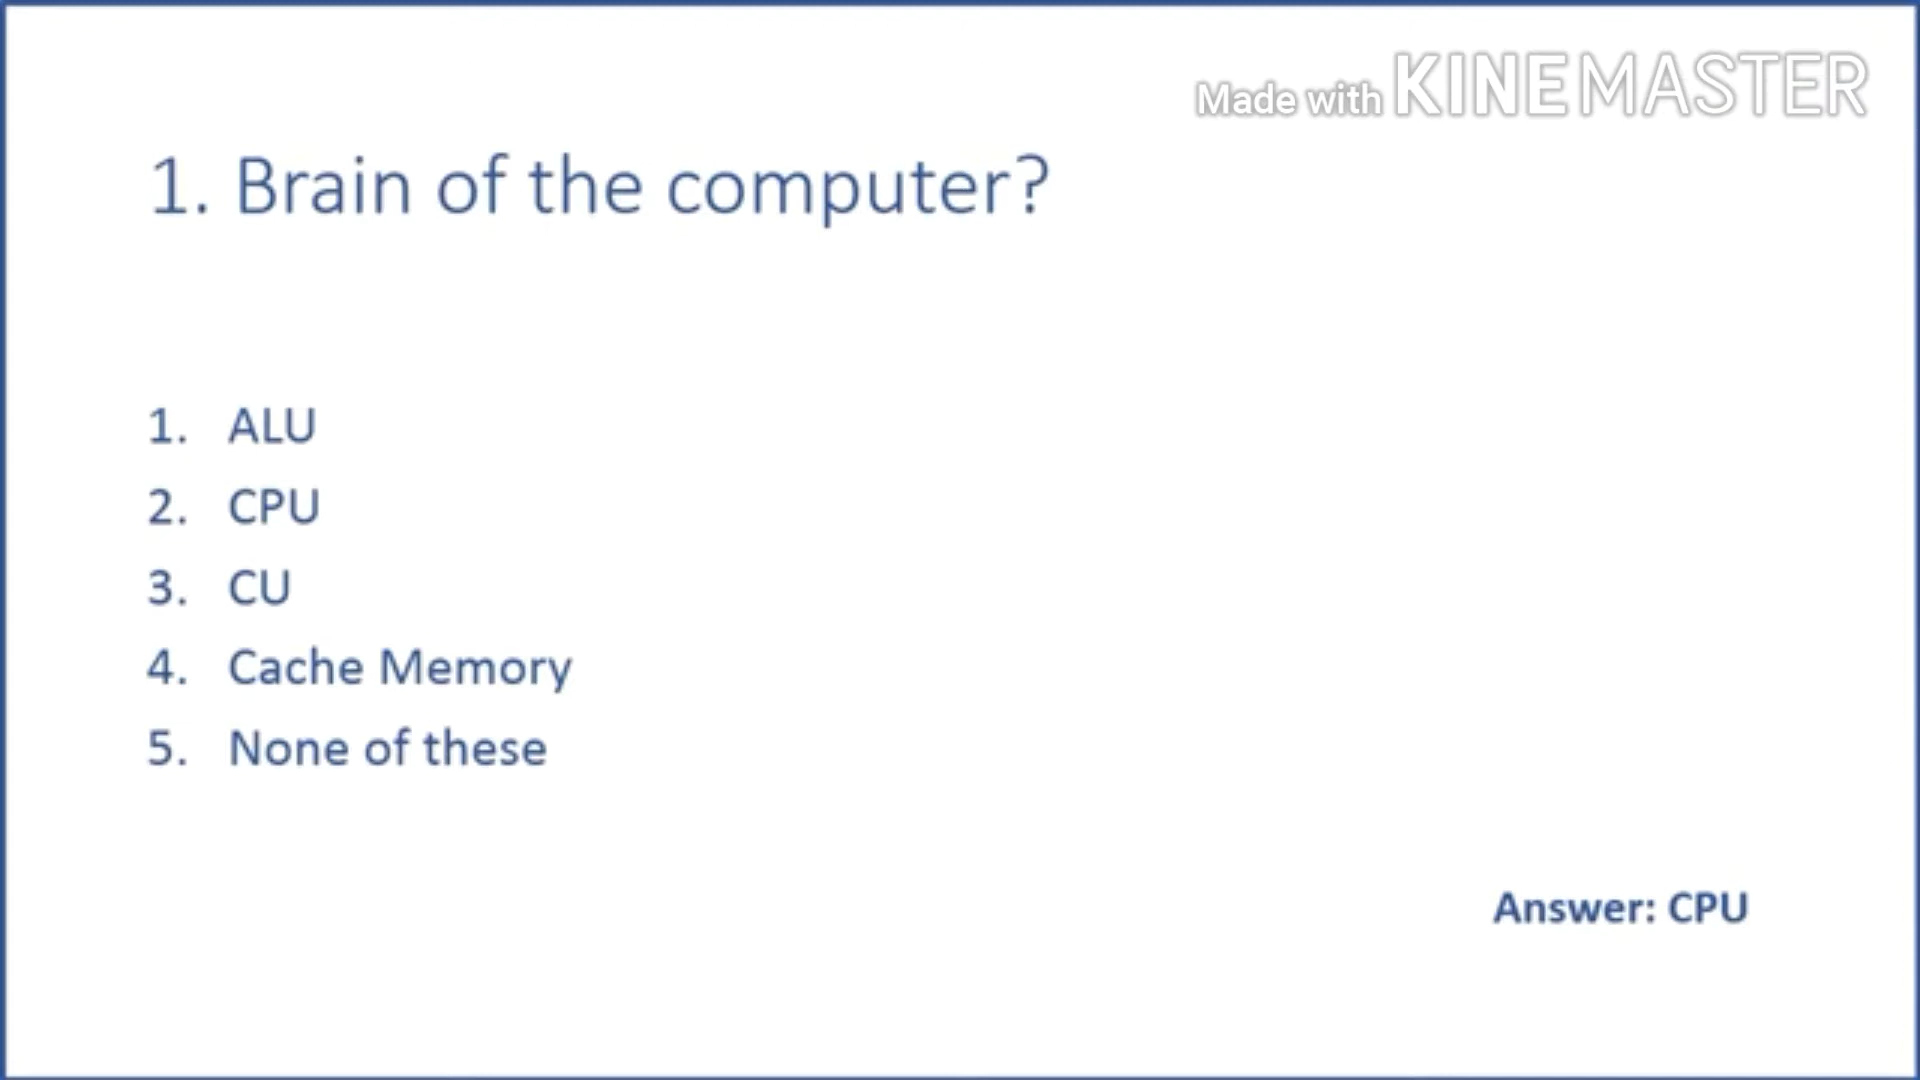 Made with KINEMASTER
1. Brain of the computer?
1. ALU
2. CPU
3. CU
4. Cache Memory
5. None of these
Answer: CPU